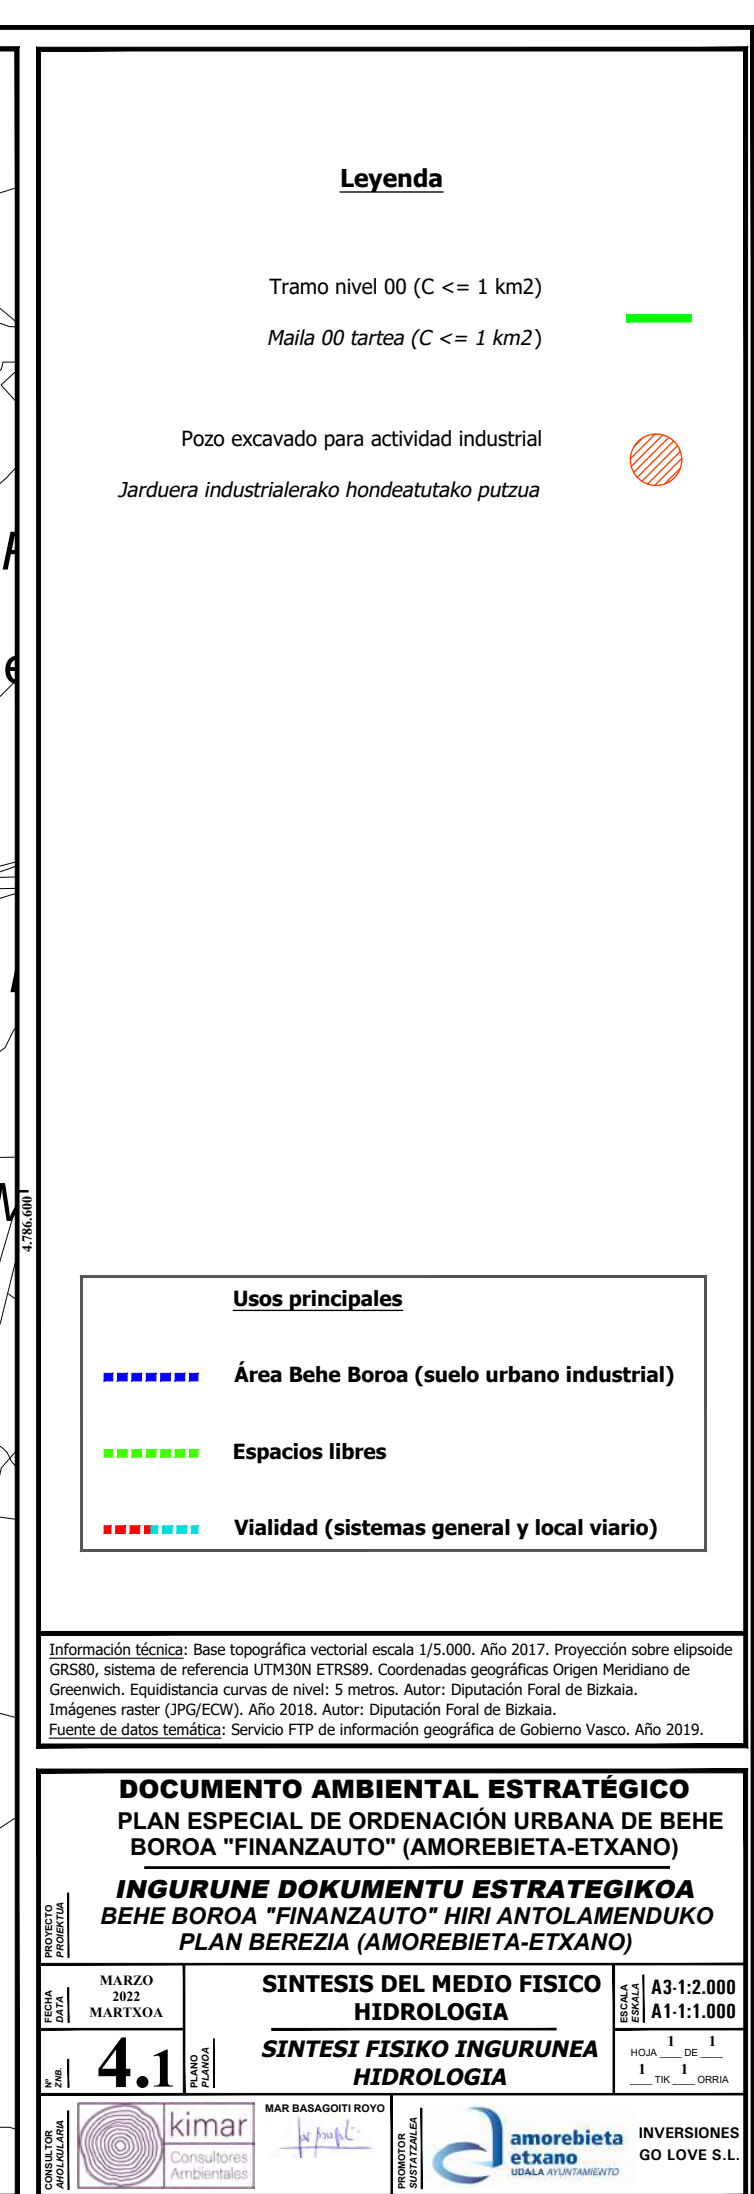 Leyenda
Tramo nivel 00 (C <= 1 km2)
Maila 00 tartea (C <= 1 km2)
Pozo excavado para actividad industrial
Jarduera industrialerako hondeatutako putzua
4.786.600
Usos principales
Área Behe Boroa (suelo urbano industrial)
Espacios libres
Vialidad (sistemas general y local viario)
Información técnica: Base topográfica vectorial escala 1/5.000. Año 2017. Proyección sobre elipsoide
GRS80, sistema de referencia UTM30N ETRS89. Coordenadas geográficas Origen Meridiano de
Greenwich. Equidistancia curvas de nivel: 5 metros. Autor: Diputación Foral de Bizkaia.
Imágenes raster (JPG/ECW). Año 2018. Autor: Diputación Foral de Bizkaia.
Fuente de datos temática: Servicio FTP de información geográfica de Gobierno Vasco. Año 2019.
PROYECTO
PROIEKTUA
DOCUMENTO AMBIENTAL ESTRATÉGICO
PLAN ESPECIAL DE ORDENACIÓN URBANA DE BEHE
BOROA "FINANZAUTO" (AMOREBIETA-ETXANO)
INGURUNE DOKUMENTU ESTRATEGIKOA
BEHE BOROA "FINANZAUTO" HIRI ANTOLAMENDUKO
PLAN BEREZIA (AMOREBIETA-ETXANO)
FECHA
DATA
MARZO
2022
MARTXOA
Nº
ZNB.
4.1
PLANO
PLANOA
SINTESIS DEL MEDIO FISICO
HIDROLOGIA
SINTESI FISIKO INGURUNEA
HIDROLOGIA
ESCALA
ESKALA
A3-1:2.000
A1-1:1.000
HOJA 1 DE 1
1 TIK 1 ORRIA
CONSULTOR
AHOLKULARIA
kimar
Consultores
Ambientales
MAR BASAGOITI ROYO
PROMOTOR
SUSTATZAILEA
amorebieta
etxano
UDALA AYUNTAMIENTO
INVERSIONES
GO LOVE S.L.